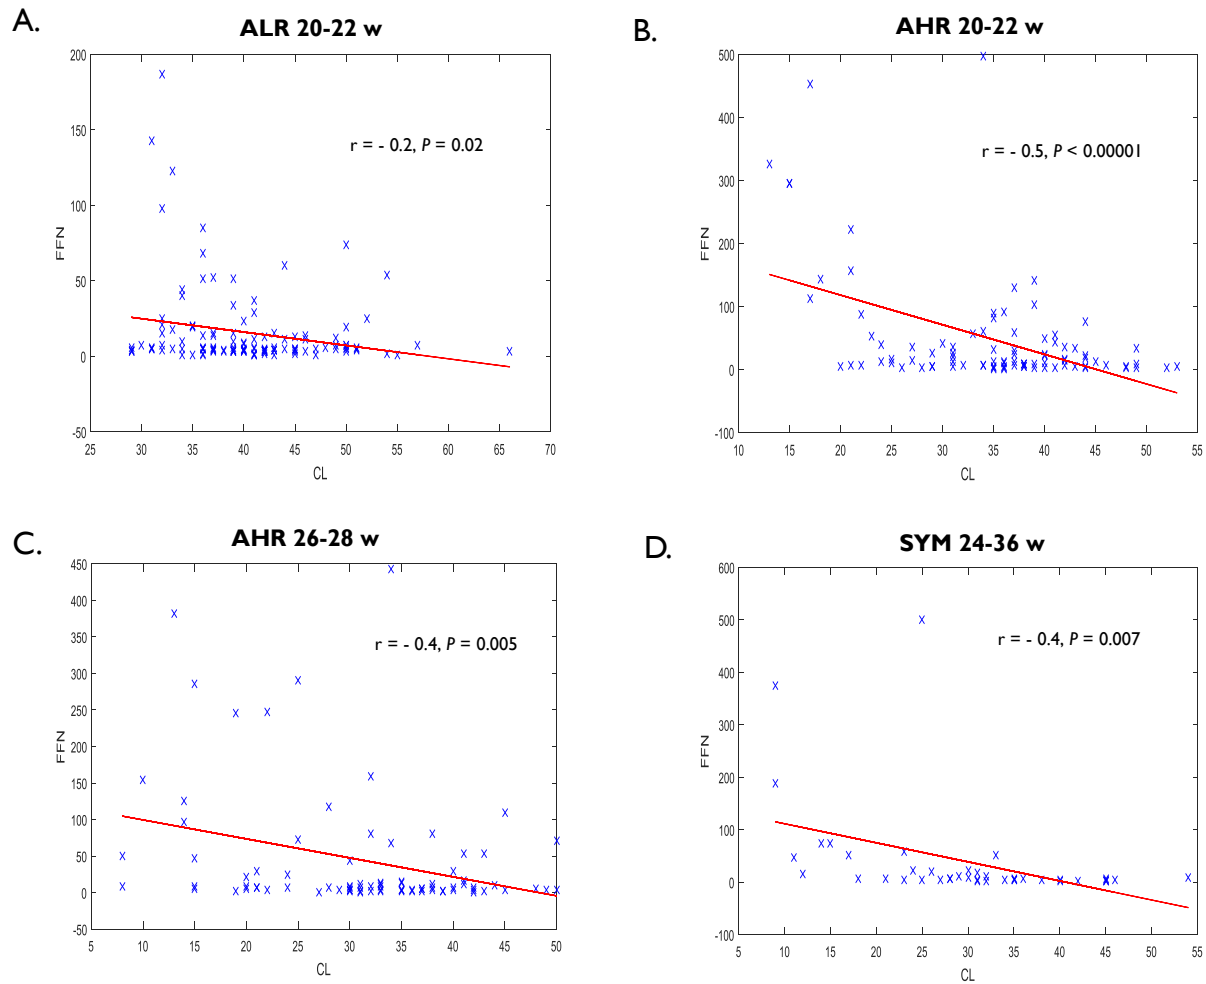 A.
ALR 20-22 w
200
150
100
50
0
-50
25 30 35 40 45 50 55 60 65 70
FFN
CL
r = - 0.2, P = 0.02
B.
AHR 20-22 w
500
400
300
200
100
0
-100
10 15 20 25 30 35 40 45 50 55
FFN
CL
r = - 0.5, P < 0.00001
C.
AHR 26-28 w
450
400
350
300
250
200
150
100
50
0
-50
5 10 15 20 25 30 35 40 45 50
FFN
CL
r = - 0.4, P = 0.005
D.
SYM 24-36 w
600
500
400
300
200
100
0
-100
5 10 15 20 25 30 35 40 45 50 55
FFN
CL
r = - 0.4, P = 0.007